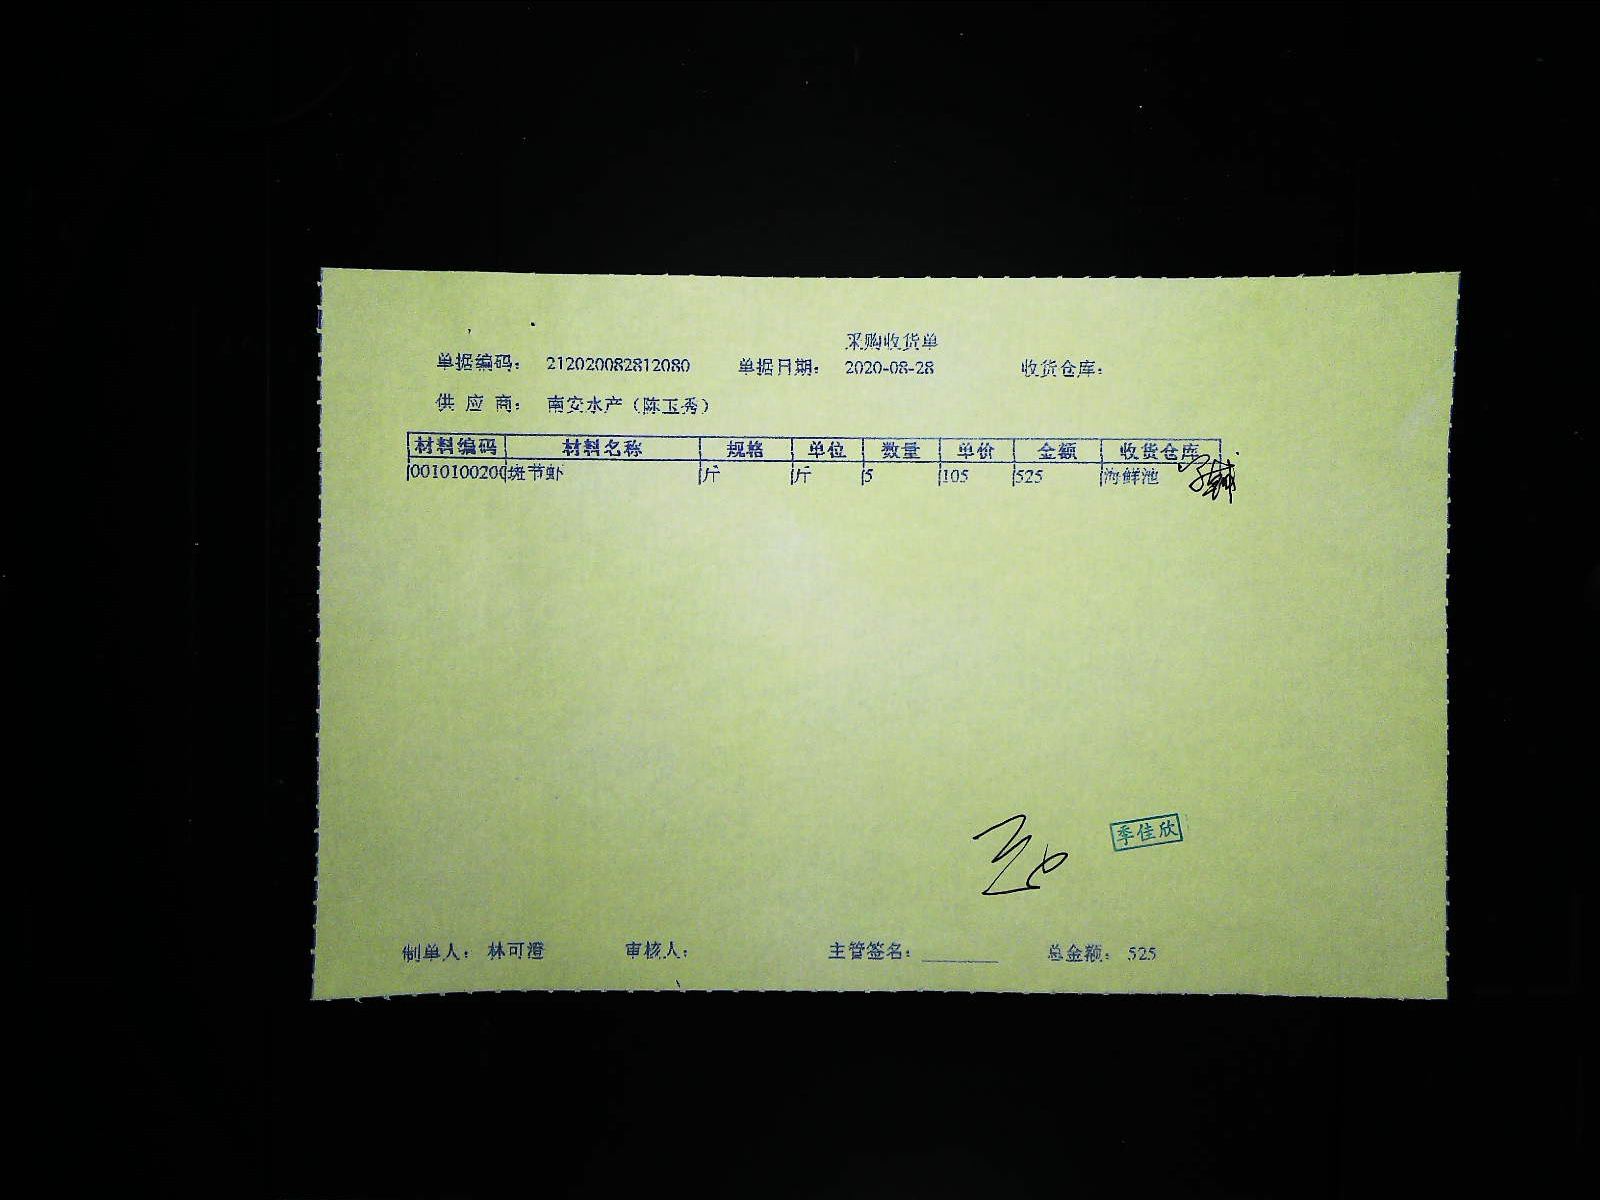 采购收货单
单据编码： 212020082812080 单据日期： 2020-08-28 收货仓库：
供 应 商： 南安水产（陈玉秀）
材料编码 材料名称 规格 单位 数量 单价 金额 收货仓库
0010100200 斑节虾 斤 斤 5 105 525 海鲜池
季佳欣
制单人： 林可澄 审核人： 主管签名： 总金额： 525